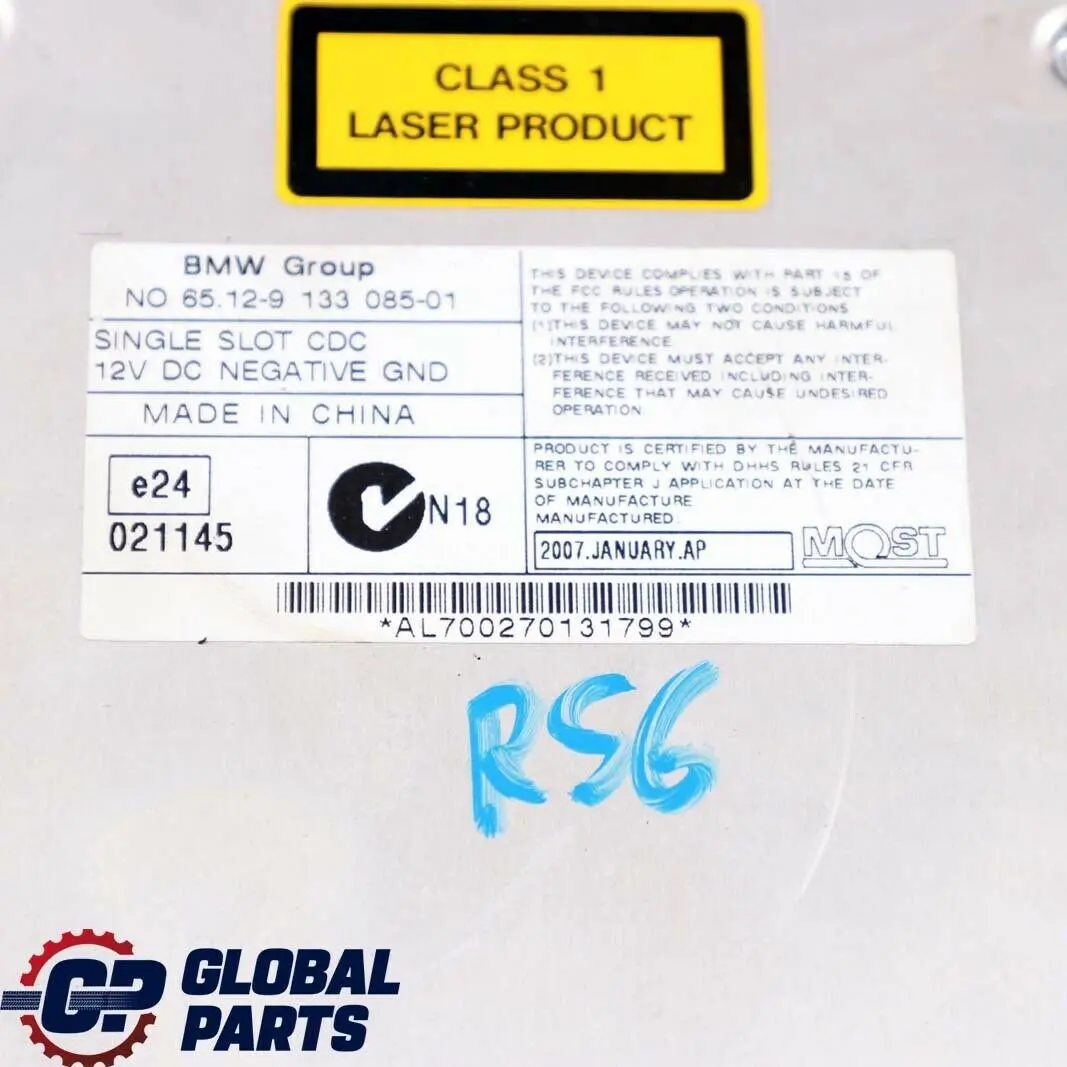 CLASS 1
LASER PRODUCT
BMW Group
NO 65.12-9 133 085-01
SINGLE SLOT CDC
12V DC NEGATIVE GND
MADE IN CHINA
e24
021145
N18
THIS DEVICE COMPLIES WITH PART 15 OF
THE FCC RULES OPERATION IS SUBJECT
TO THE FOLLOWING TWO CONDITIONS
(1)THIS DEVICE MAY NOT CAUSE HARMFUL
INTERFERENCE
(2)THIS DEVICE MUST ACCEPT ANY INTER-
FERENCE RECEIVED INCLUDING INTER-
FERENCE THAT MAY CAUSE UNDESIRED
OPERATION
PRODUCT IS CERTIFIED BY THE MANUFACTU-
RER TO COMPLY WITH DHHS RULES 21 CFR
SUBCHAPTER J APPLICATION AT THE DATE
OF MANUFACTURE
MANUFACTURED
2007.JANUARY.AP
MOST
*AL700270131799*
RS6
GP GLOBAL
PARTS